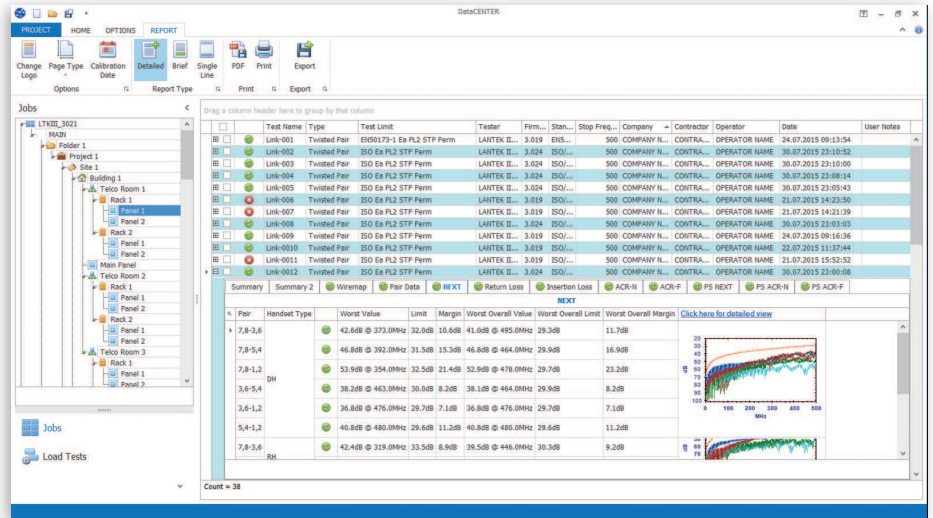 DataCENTER
PROJECT HOME OPTIONS REPORT
Change Logo
Page Type
Calibration Date
Detailed
Brief
Single Line
PDF
Print
Export
Options Report Type Print Export
Jobs
LTKIII_3021
MAIN
Folder 1
Project 1
Site 1
Building 1
Telco Room 1
Rack 1
Panel 1
Panel 2
Rack 2
Panel 1
Panel 2
Main Panel
Telco Room 2
Rack 1
Panel 1
Panel 2
Rack 2
Panel 1
Panel 2
Telco Room 3
Rack 1
Panel 1
Panel 2
Jobs
Load Tests
Drag a column header here to group by that column
Test Name Type Test Limit Tester Firm... Stan... Stop Freq... Company Contractor Operator Date User Notes
Link-001 Twisted Pair EN50173-1 Ea PL2 STP Perm LANTEK II... 3.019 EN5... 500 COMPANY N... CONTRA... OPERATOR NAME 24.07.2015 09:13:54
Link-002 Twisted Pair ISO Ea PL2 STP Perm LANTEK II... 3.024 ISO/... 500 COMPANY N... CONTRA... OPERATOR NAME 30.07.2015 23:10:52
Link-003 Twisted Pair ISO Ea PL2 STP Perm LANTEK II... 3.024 ISO/... 500 COMPANY N... CONTRA... OPERATOR NAME 30.07.2015 23:10:00
Link-004 Twisted Pair ISO Ea PL2 STP Perm LANTEK II... 3.024 ISO/... 500 COMPANY N... CONTRA... OPERATOR NAME 30.07.2015 23:08:14
Link-005 Twisted Pair ISO Ea PL2 STP Perm LANTEK II... 3.024 ISO/... 500 COMPANY N... CONTRA... OPERATOR NAME 30.07.2015 23:05:43
Link-006 Twisted Pair ISO Ea PL2 STP Perm LANTEK II... 3.019 ISO/... 500 COMPANY N... CONTRA... OPERATOR NAME 21.07.2015 14:23:50
Link-007 Twisted Pair ISO Ea PL2 STP Perm LANTEK II... 3.019 ISO/... 500 COMPANY N... CONTRA... OPERATOR NAME 21.07.2015 14:21:39
Link-008 Twisted Pair ISO Ea PL2 STP Perm LANTEK II... 3.024 ISO/... 500 COMPANY N... CONTRA... OPERATOR NAME 30.07.2015 23:03:03
Link-009 Twisted Pair ISO Ea PL2 STP Perm LANTEK II... 3.019 ISO/... 500 COMPANY N... CONTRA... OPERATOR NAME 24.07.2015 09:16:36
Link-0010 Twisted Pair ISO Ea PL2 STP Perm LANTEK II... 3.019 ISO/... 500 COMPANY N... CONTRA... OPERATOR NAME 22.07.2015 11:37:44
Link-0011 Twisted Pair ISO Ea PL2 STP Perm LANTEK II... 3.019 ISO/... 500 COMPANY N... CONTRA... OPERATOR NAME 21.07.2015 15:52:52
Link-0012 Twisted Pair ISO Ea PL2 STP Perm LANTEK II... 3.024 ISO/... 500 COMPANY N... CONTRA... OPERATOR NAME 30.07.2015 23:00:08
Summary Summary 2 Wiremap Pair Data NEXT Return Loss Insertion Loss ACR-N ACR-F PS NEXT PS ACR-N PS ACR-F
NEXT
Pair Handset Type Worst Value Limit Margin Worst Overall Value Worst Overall Limit Worst Overall Margin Click here for detailed view
7,8-3,6 42.6dB @ 373.0MHz 32.0dB 10.6dB 41.0dB @ 495.0MHz 29.3dB 11.7dB
7,8-5,4 46.8dB @ 392.0MHz 31.5dB 15.3dB 46.8dB @ 464.0MHz 29.9dB 16.9dB
7,8-1,2 53.9dB @ 354.0MHz 32.5dB 21.4dB 52.9dB @ 478.0MHz 29.7dB 23.2dB
DH
3,6-5,4 38.2dB @ 463.0MHz 30.0dB 8.2dB 38.1dB @ 464.0MHz 29.9dB 8.2dB
3,6-1,2 36.8dB @ 476.0MHz 29.7dB 7.1dB 36.8dB @ 476.0MHz 29.7dB 7.1dB
5,4-1,2 40.8dB @ 480.0MHz 29.6dB 11.2dB 40.8dB @ 480.0MHz 29.6dB 11.2dB
7,8-3,6 42.4dB @ 319.0MHz 33.5dB 8.9dB 39.5dB @ 446.0MHz 30.3dB 9.2dB
RH
20
30
40
50
60
70
80
90
100
dB
0 100 200 300 400 500
MHz
50
60
70
dB
Count = 38